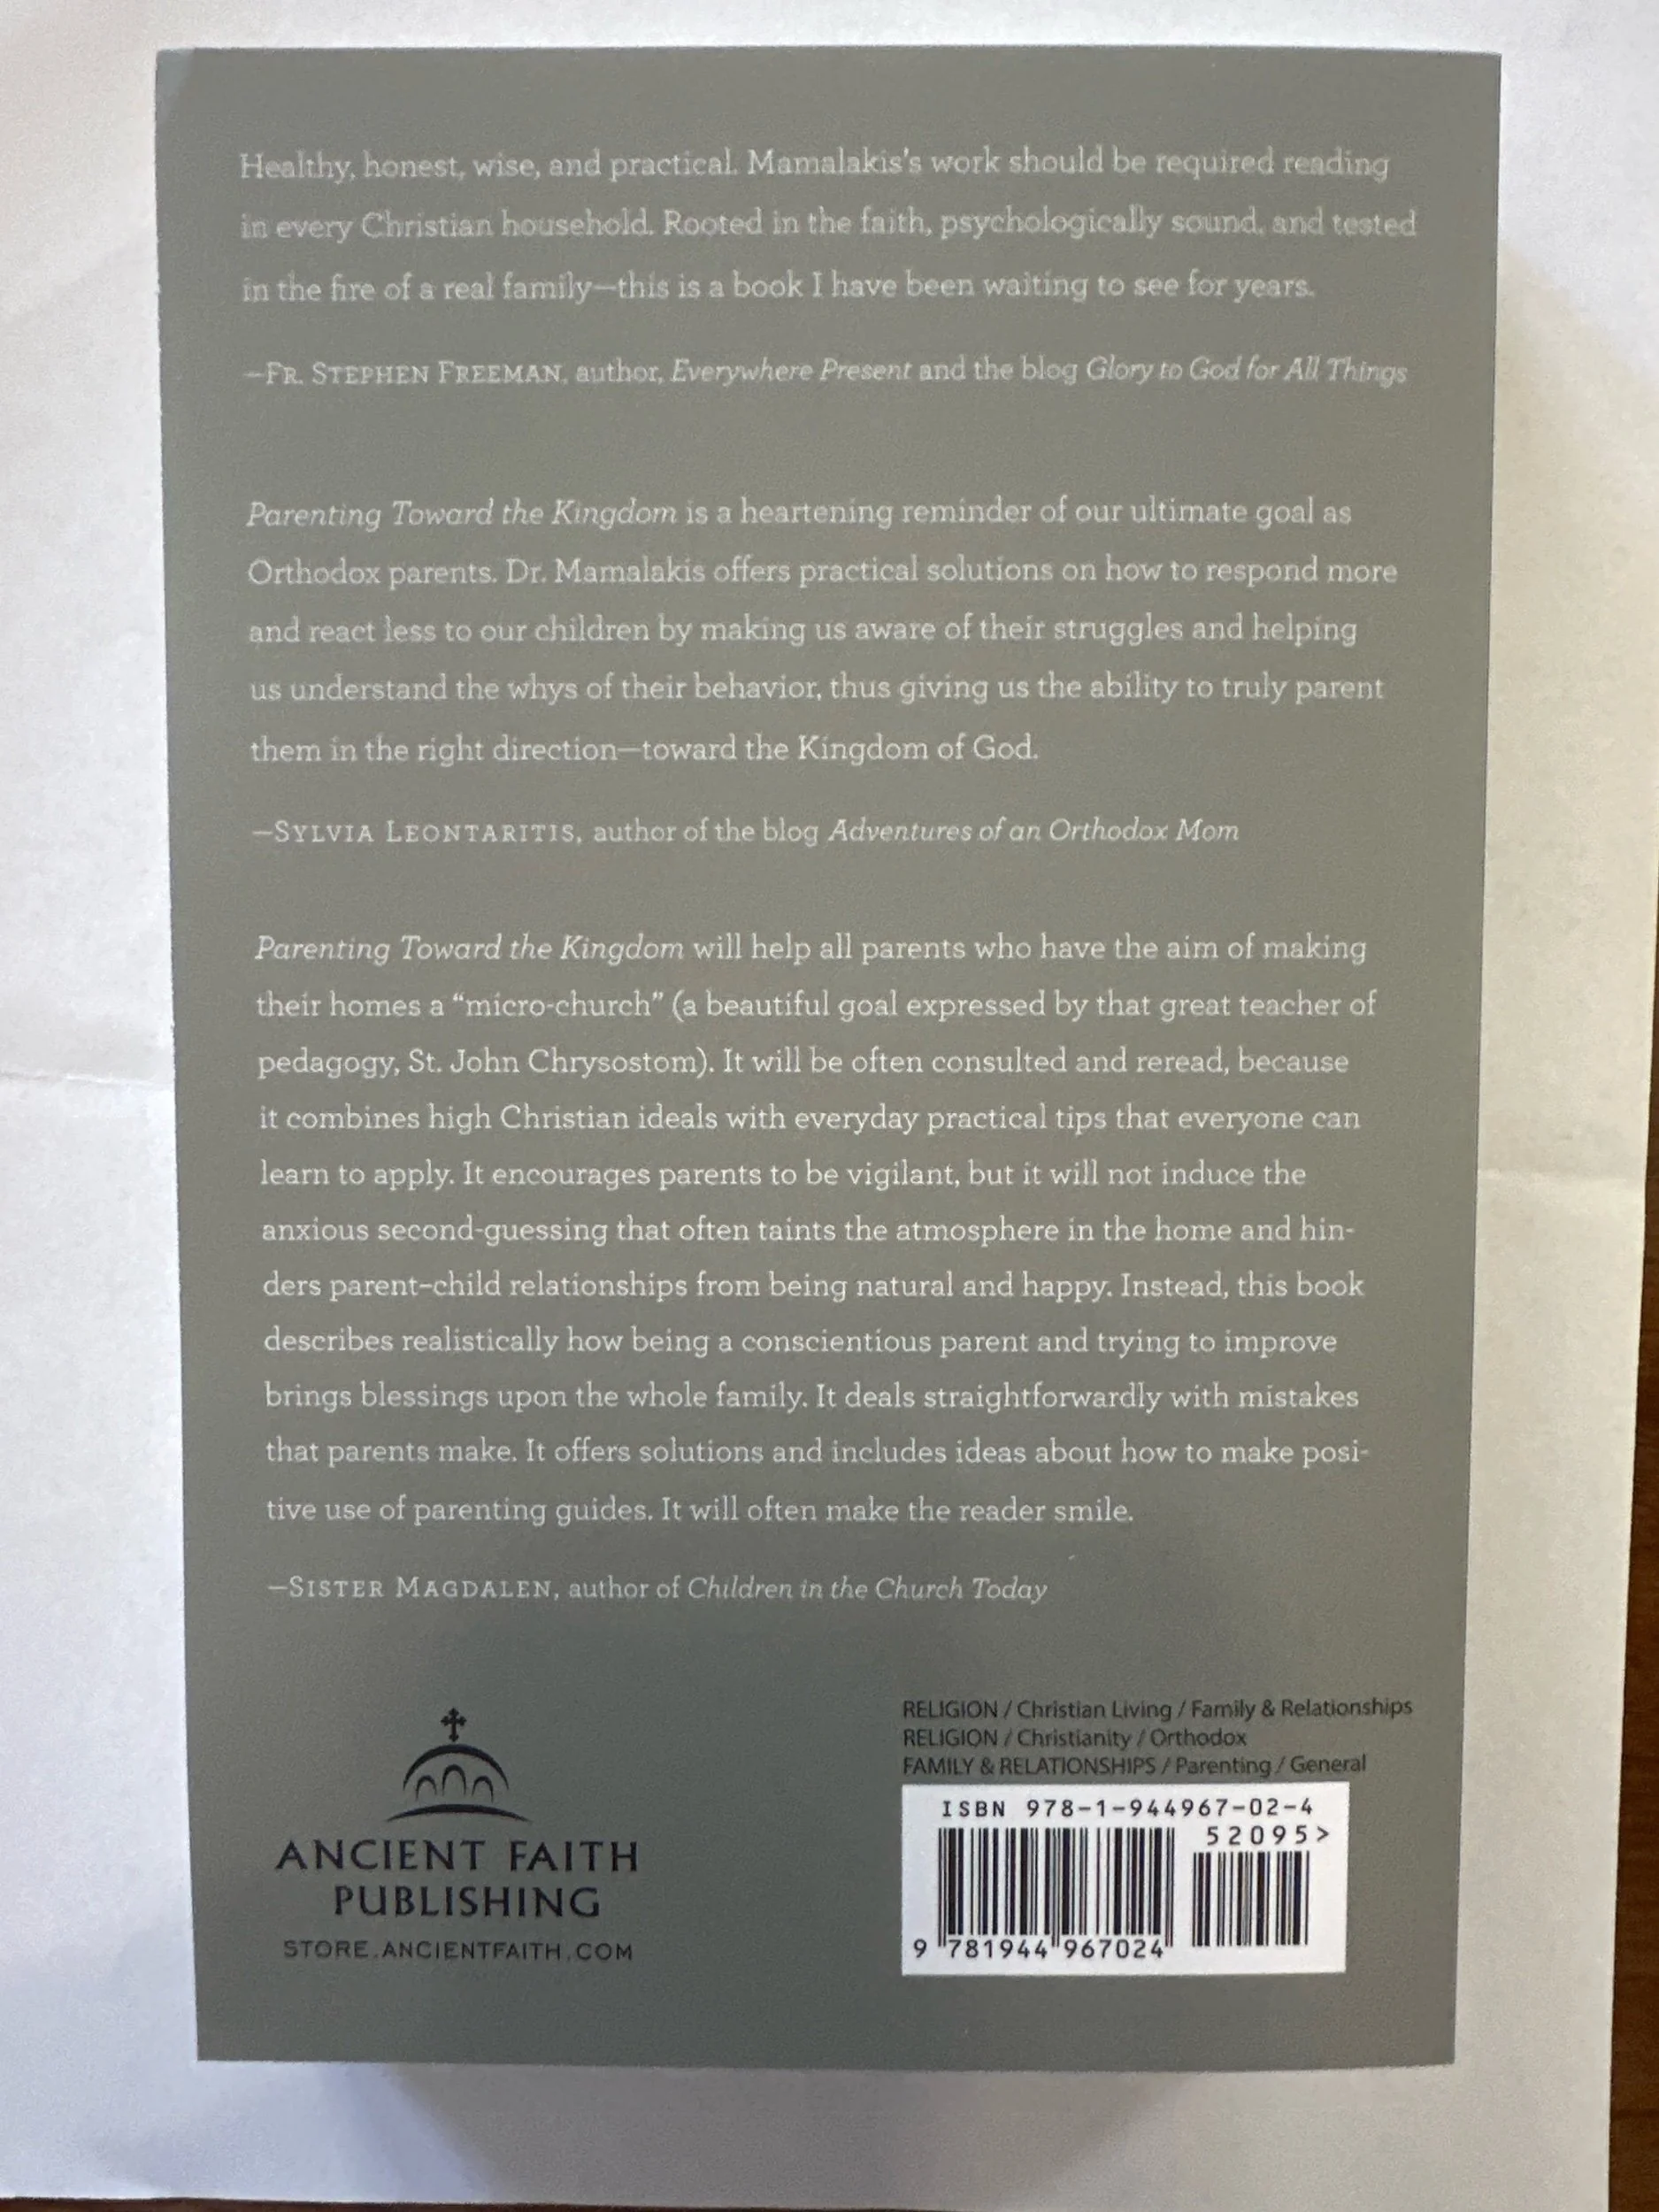 Healthy, honest, wise, and practical. Mamalakis's work should be required reading
in every Christian household. Rooted in the faith, psychologically sound, and tested
in the fire of a real family—this is a book I have been waiting to see for years.
—FR. STEPHEN FREEMAN, author, Everywhere Present and the blog Glory to God for All Things
Parenting Toward the Kingdom is a heartening reminder of our ultimate goal as
Orthodox parents. Dr. Mamalakis offers practical solutions on how to respond more
and react less to our children by making us aware of their struggles and helping
us understand the whys of their behavior, thus giving us the ability to truly parent
them in the right direction—toward the Kingdom of God.
—SYLVIA LEONTARITIS, author of the blog Adventures of an Orthodox Mom
Parenting Toward the Kingdom will help all parents who have the aim of making
their homes a “micro-church” (a beautiful goal expressed by that great teacher of
pedagogy, St. John Chrysostom). It will be often consulted and reread, because
it combines high Christian ideals with everyday practical tips that everyone can
learn to apply. It encourages parents to be vigilant, but it will not induce the
anxious second-guessing that often taints the atmosphere in the home and hin-
ders parent–child relationships from being natural and happy. Instead, this book
describes realistically how being a conscientious parent and trying to improve
brings blessings upon the whole family. It deals straightforwardly with mistakes
that parents make. It offers solutions and includes ideas about how to make posi-
tive use of parenting guides. It will often make the reader smile.
—SISTER MAGDALEN, author of Children in the Church Today
ANCIENT FAITH
PUBLISHING
STORE.ANCIENTFAITH.COM
RELIGION / Christian Living / Family & Relationships
RELIGION / Christianity / Orthodox
FAMILY & RELATIONSHIPS / Parenting / General
ISBN 978-1-944967-02-4
52095>
9 781944 967024